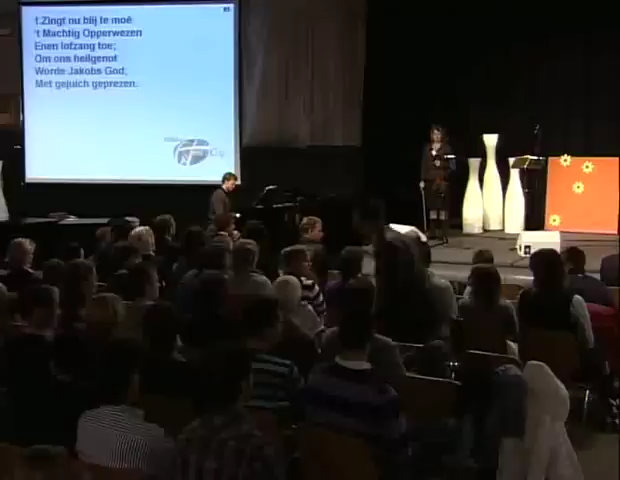 1.Zingt nu blij te moê
't Machtig Opperwezen
Enen lofzang toe;
Om ons heilgenot
Worde Jakobs God;
Met gejuich geprezen.